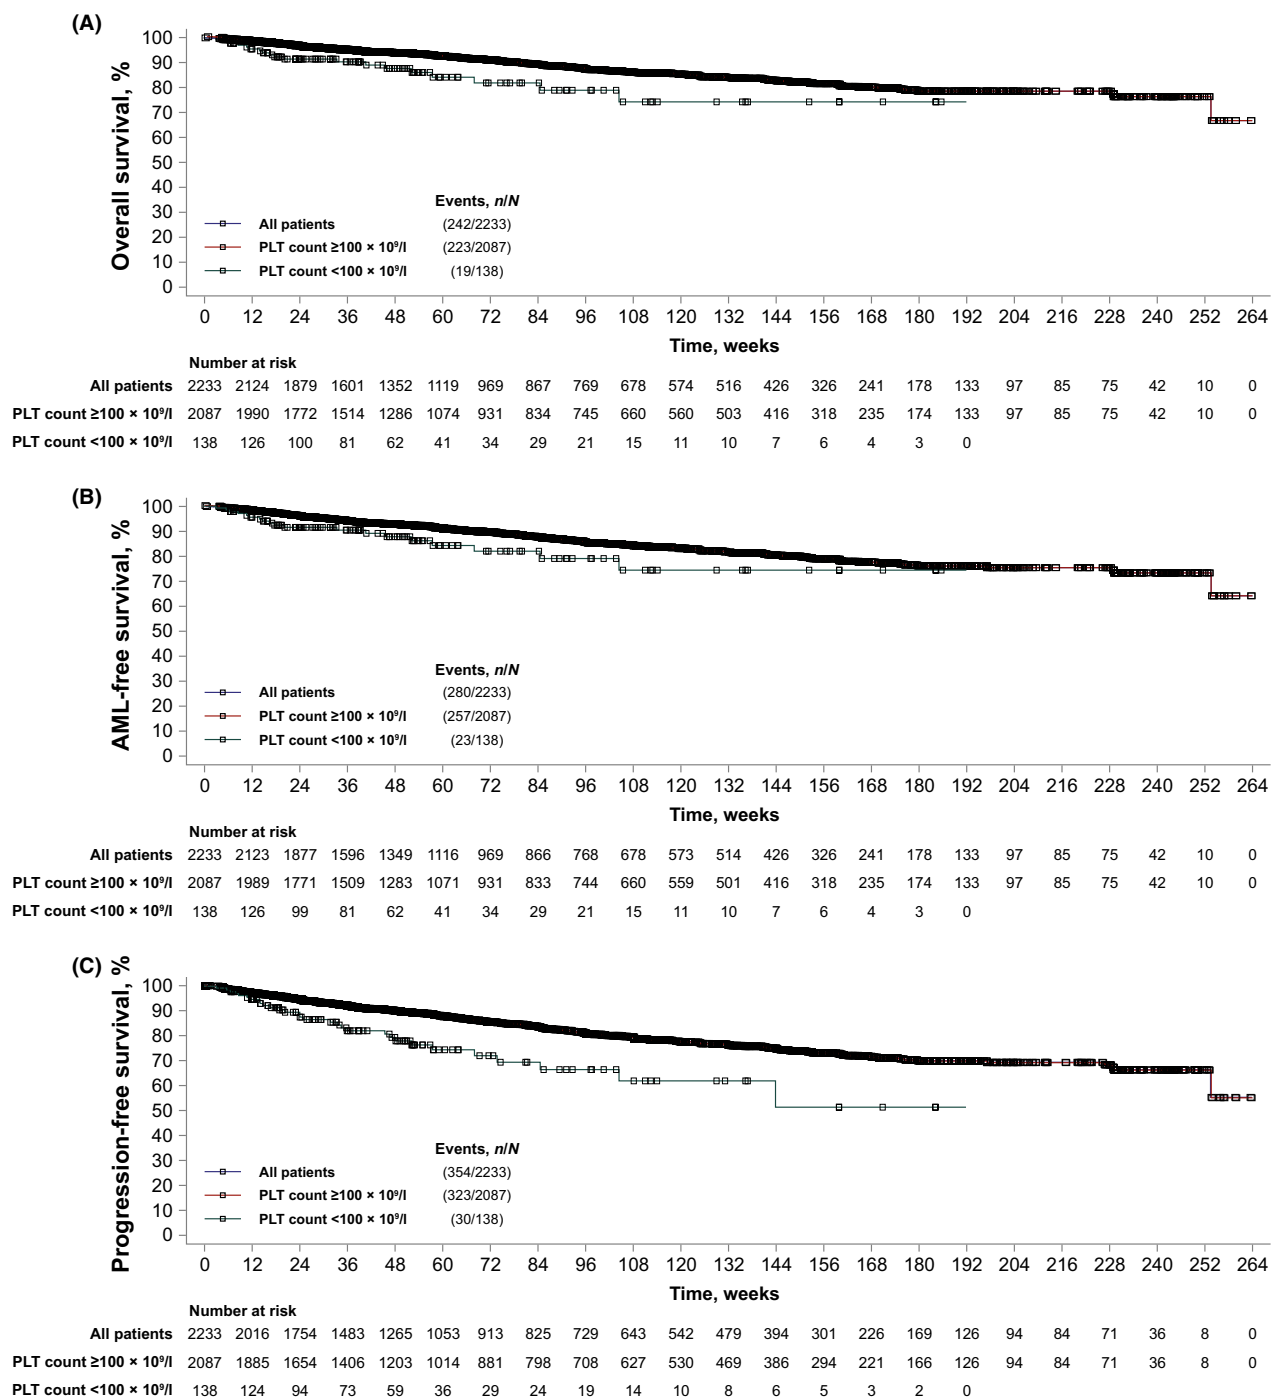 (A)
Overall survival, %
100
90
80
70
60
50
40
30
20
10
0
Events, n/N
All patients (242/2233)
PLT count ≥100 × 10⁹/l (223/2087)
PLT count <100 × 10⁹/l (19/138)
0 12 24 36 48 60 72 84 96 108 120 132 144 156 168 180 192 204 216 228 240 252 264
Time, weeks
Number at risk
All patients 2233 2124 1879 1601 1352 1119 969 867 769 678 574 516 426 326 241 178 133 97 85 75 42 10 0
PLT count ≥100 × 10⁹/l 2087 1990 1772 1514 1286 1074 931 834 745 660 560 503 416 318 235 174 133 97 85 75 42 10 0
PLT count <100 × 10⁹/l 138 126 100 81 62 41 34 29 21 15 11 10 7 6 4 3 0
(B)
AML-free survival, %
100
90
80
70
60
50
40
30
20
10
0
Events, n/N
All patients (280/2233)
PLT count ≥100 × 10⁹/l (257/2087)
PLT count <100 × 10⁹/l (23/138)
0 12 24 36 48 60 72 84 96 108 120 132 144 156 168 180 192 204 216 228 240 252 264
Time, weeks
Number at risk
All patients 2233 2123 1877 1596 1349 1116 969 866 768 678 573 514 426 326 241 178 133 97 85 75 42 10 0
PLT count ≥100 × 10⁹/l 2087 1989 1771 1509 1283 1071 931 833 744 660 559 501 416 318 235 174 133 97 85 75 42 10 0
PLT count <100 × 10⁹/l 138 126 99 81 62 41 34 29 21 15 11 10 7 6 4 3 0
(C)
Progression-free survival, %
100
90
80
70
60
50
40
30
20
10
0
Events, n/N
All patients (354/2233)
PLT count ≥100 × 10⁹/l (323/2087)
PLT count <100 × 10⁹/l (30/138)
0 12 24 36 48 60 72 84 96 108 120 132 144 156 168 180 192 204 216 228 240 252 264
Time, weeks
Number at risk
All patients 2233 2016 1754 1483 1265 1053 913 825 729 643 542 479 394 301 226 169 126 94 84 71 36 8 0
PLT count ≥100 × 10⁹/l 2087 1885 1654 1406 1203 1014 881 798 708 627 530 469 386 294 221 166 126 94 84 71 36 8 0
PLT count <100 × 10⁹/l 138 124 94 73 59 36 29 24 19 14 10 8 6 5 3 2 0